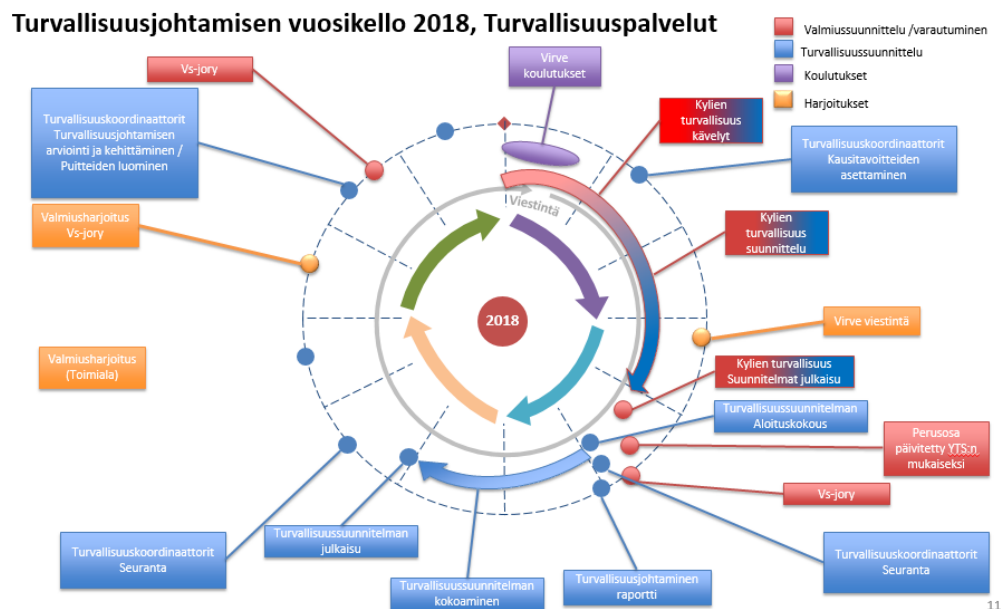 Turvallisuusjohtamisen vuosikello 2018, Turvallisuuspalvelut
Valmiussuunnittelu /varautuminen
Turvallisuussuunnittelu
Koulutukset
Harjoitukset
Virve
koulutukset
Vs-jory
Kylien
turvallisuus
kävelyt
Turvallisuuskoordinaattorit
Turvallisuusjohtamisen
arviointi ja kehittäminen /
Puitteiden luominen
Turvallisuuskoordinaattorit
Kausitavoitteiden
asettaminen
Valmiusharjoitus
Vs-jory
Viestintä
Kylien
turvallisuus
suunnittelu
2018
Virve viestintä
Valmiusharjoitus
(Toimiala)
Kylien turvallisuus
Suunnitelmat julkaisu
Turvallisuussuunnitelman
Aloituskokous
Perusosa
päivitetty YTS:n
mukaiseksi
Vs-jory
Turvallisuuskoordinaattorit
Seuranta
Turvallisuussuunnitelman
julkaisu
Turvallisuussuunnitelman
kokoaminen
Turvallisuusjohtaminen
raportti
Turvallisuuskoordinaattorit
Seuranta
11